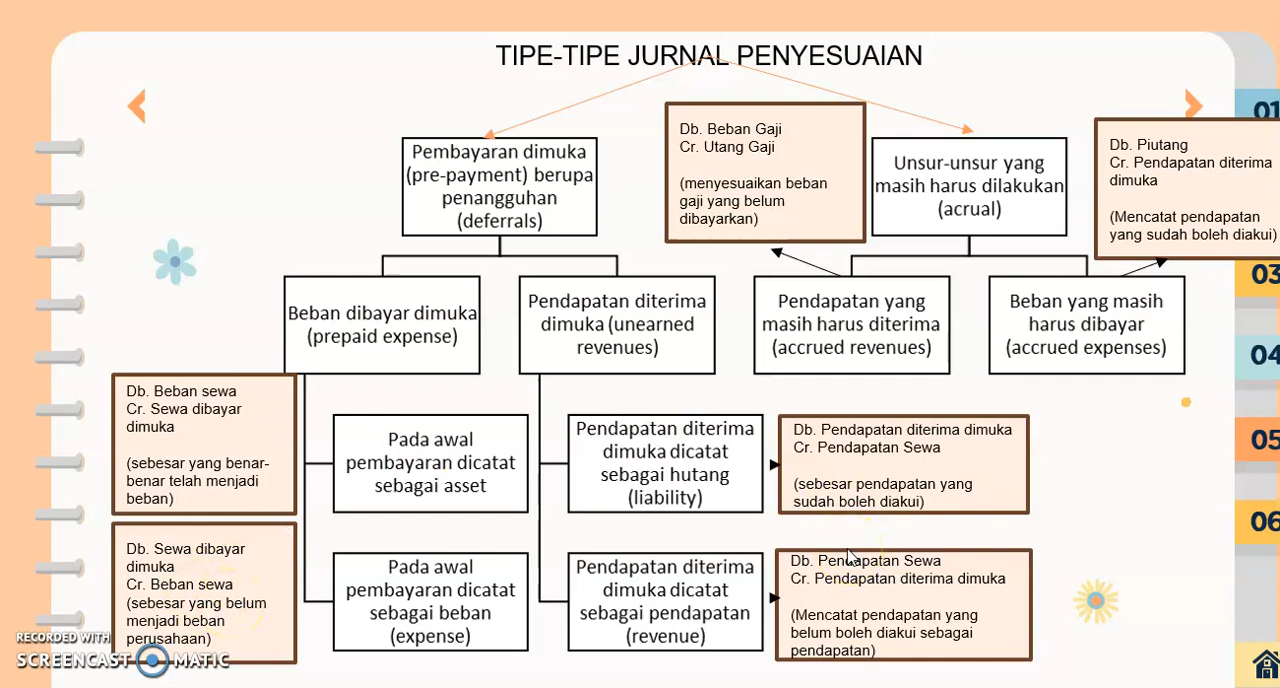 TIPE-TIPE JURNAL PENYESUAIAN
Pembayaran dimuka
(pre-payment) berupa
penangguhan
(deferrals)
Db. Beban Gaji
Cr. Utang Gaji
(menyesuaikan beban
gaji yang belum
dibayarkan)
Unsur-unsur yang
masih harus dilakukan
(acrual)
Db. Piutang
Cr. Pendapatan diterima
dimuka
(Mencatat pendapatan
yang sudah boleh diakui)
Beban dibayar dimuka
(prepaid expense)
Pendapatan diterima
dimuka (unearned
revenues)
Pendapatan yang
masih harus diterima
(accrued revenues)
Beban yang masih
harus dibayar
(accrued expenses)
Db. Beban sewa
Cr. Sewa dibayar
dimuka
(sebesar yang benar-
benar telah menjadi
beban)
Pada awal
pembayaran dicatat
sebagai asset
Pendapatan diterima
dimuka dicatat
sebagai hutang
(liability)
Db. Pendapatan diterima dimuka
Cr. Pendapatan Sewa
(sebesar pendapatan yang
sudah boleh diakui)
Db. Sewa dibayar
dimuka
Cr. Beban sewa
(sebesar yang belum
menjadi beban
perusahaan)
Pada awal
pembayaran dicatat
sebagai beban
(expense)
Pendapatan diterima
dimuka dicatat
sebagai pendapatan
(revenue)
Db. Pendapatan Sewa
Cr. Pendapatan diterima dimuka
(Mencatat pendapatan yang
belum boleh diakui sebagai
pendapatan)
01
03
04
05
06
RECORDED WITH
SCREENCAST MATIC